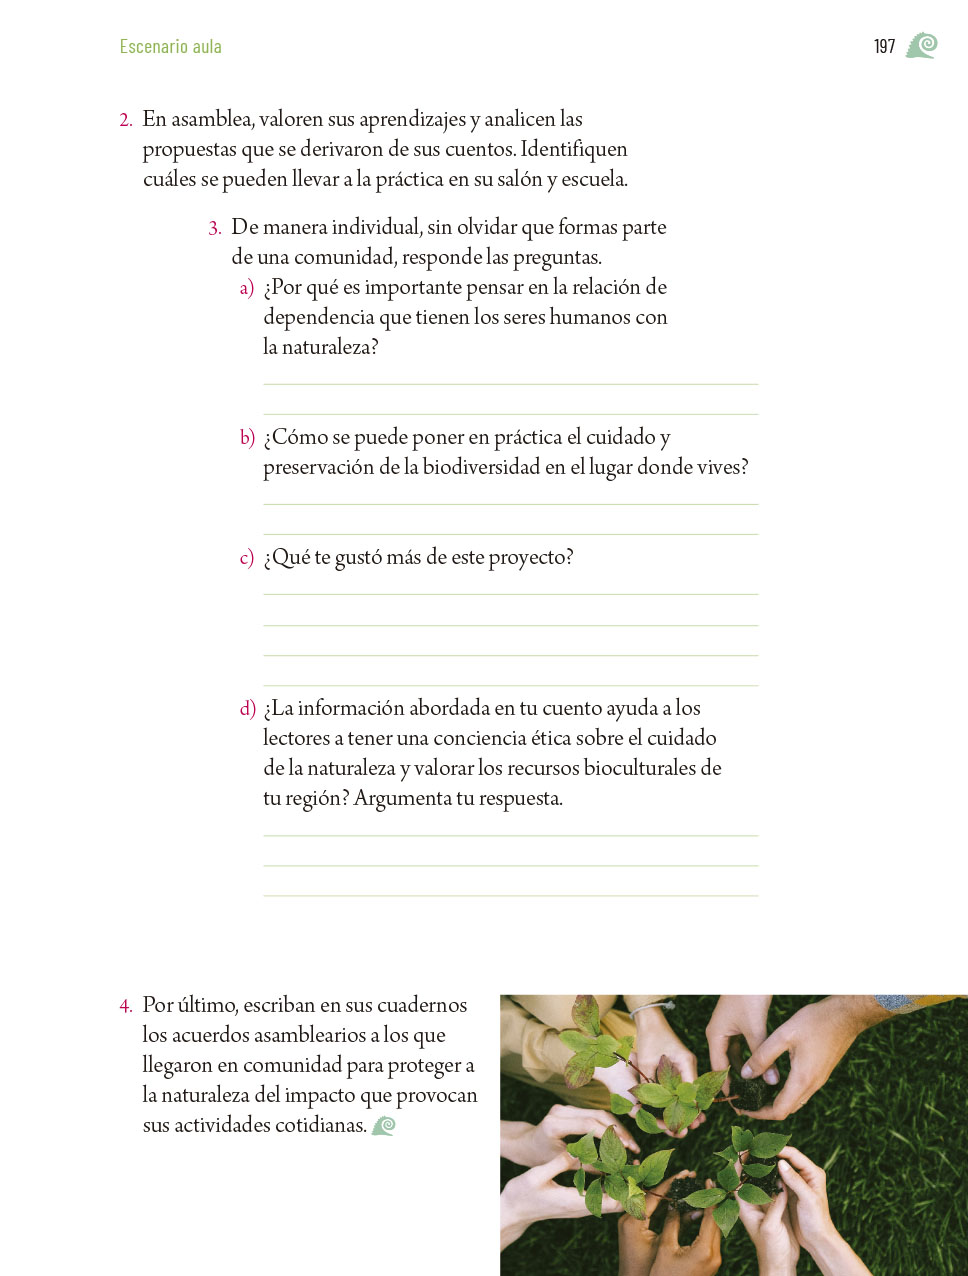 Escenario aula
197
2. En asamblea, valoren sus aprendizajes y analicen las
propuestas que se derivaron de sus cuentos. Identifiquen
cuáles se pueden llevar a la práctica en su salón y escuela.
3. De manera individual, sin olvidar que formas parte
de una comunidad, responde las preguntas.
a) ¿Por qué es importante pensar en la relación de
dependencia que tienen los seres humanos con
la naturaleza?
b) ¿Cómo se puede poner en práctica el cuidado y
preservación de la biodiversidad en el lugar donde vives?
c) ¿Qué te gustó más de este proyecto?
d) ¿La información abordada en tu cuento ayuda a los
lectores a tener una conciencia ética sobre el cuidado
de la naturaleza y valorar los recursos bioculturales de
tu región? Argumenta tu respuesta.
4. Por último, escriban en sus cuadernos
los acuerdos asamblearios a los que
llegaron en comunidad para proteger a
la naturaleza del impacto que provocan
sus actividades cotidianas.